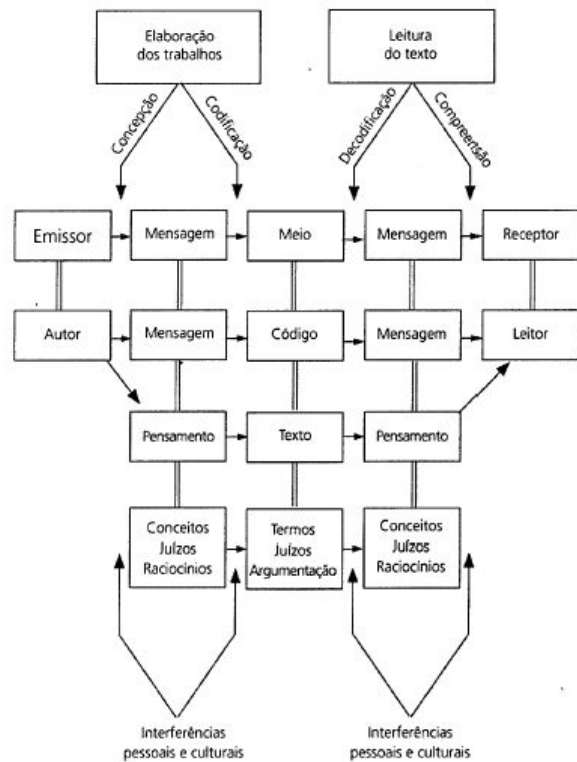 Elaboração
dos trabalhos
Leitura
do texto
Concepção
Codificação
Decodificação
Compreensão
Emissor
Mensagem
Meio
Mensagem
Receptor
Autor
Mensagem
Código
Mensagem
Leitor
Pensamento
Texto
Pensamento
Conceitos
Juízos
Raciocínios
Termos
Juízos
Argumentação
Conceitos
Juízos
Raciocínios
Interferências
pessoais e culturais
Interferências
pessoais e culturais